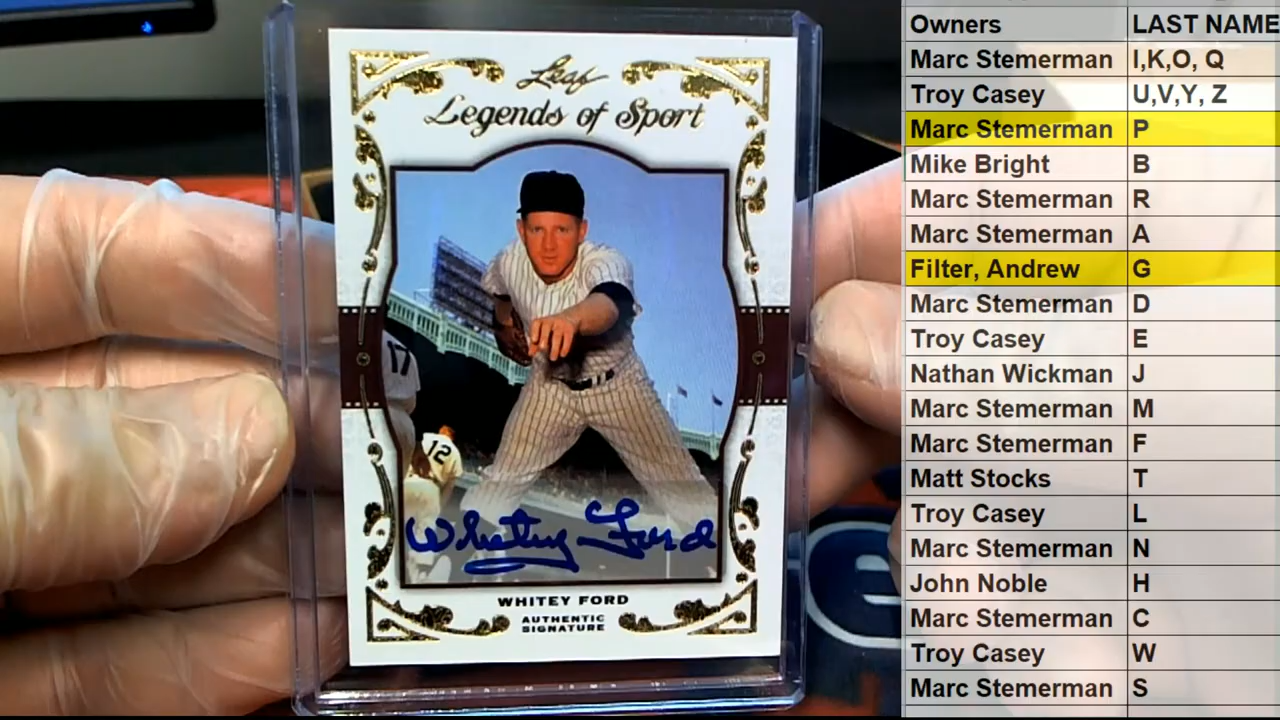 Leaf
Legends of Sport
17
12
Whitey Ford
WHITEY FORD
AUTHENTIC
SIGNATURE
Owners LAST NAME
Marc Stemerman I,K,O, Q
Troy Casey U,V,Y, Z
Marc Stemerman P
Mike Bright B
Marc Stemerman R
Marc Stemerman A
Filter, Andrew G
Marc Stemerman D
Troy Casey E
Nathan Wickman J
Marc Stemerman M
Marc Stemerman F
Matt Stocks T
Troy Casey L
Marc Stemerman N
John Noble H
Marc Stemerman C
Troy Casey W
Marc Stemerman S